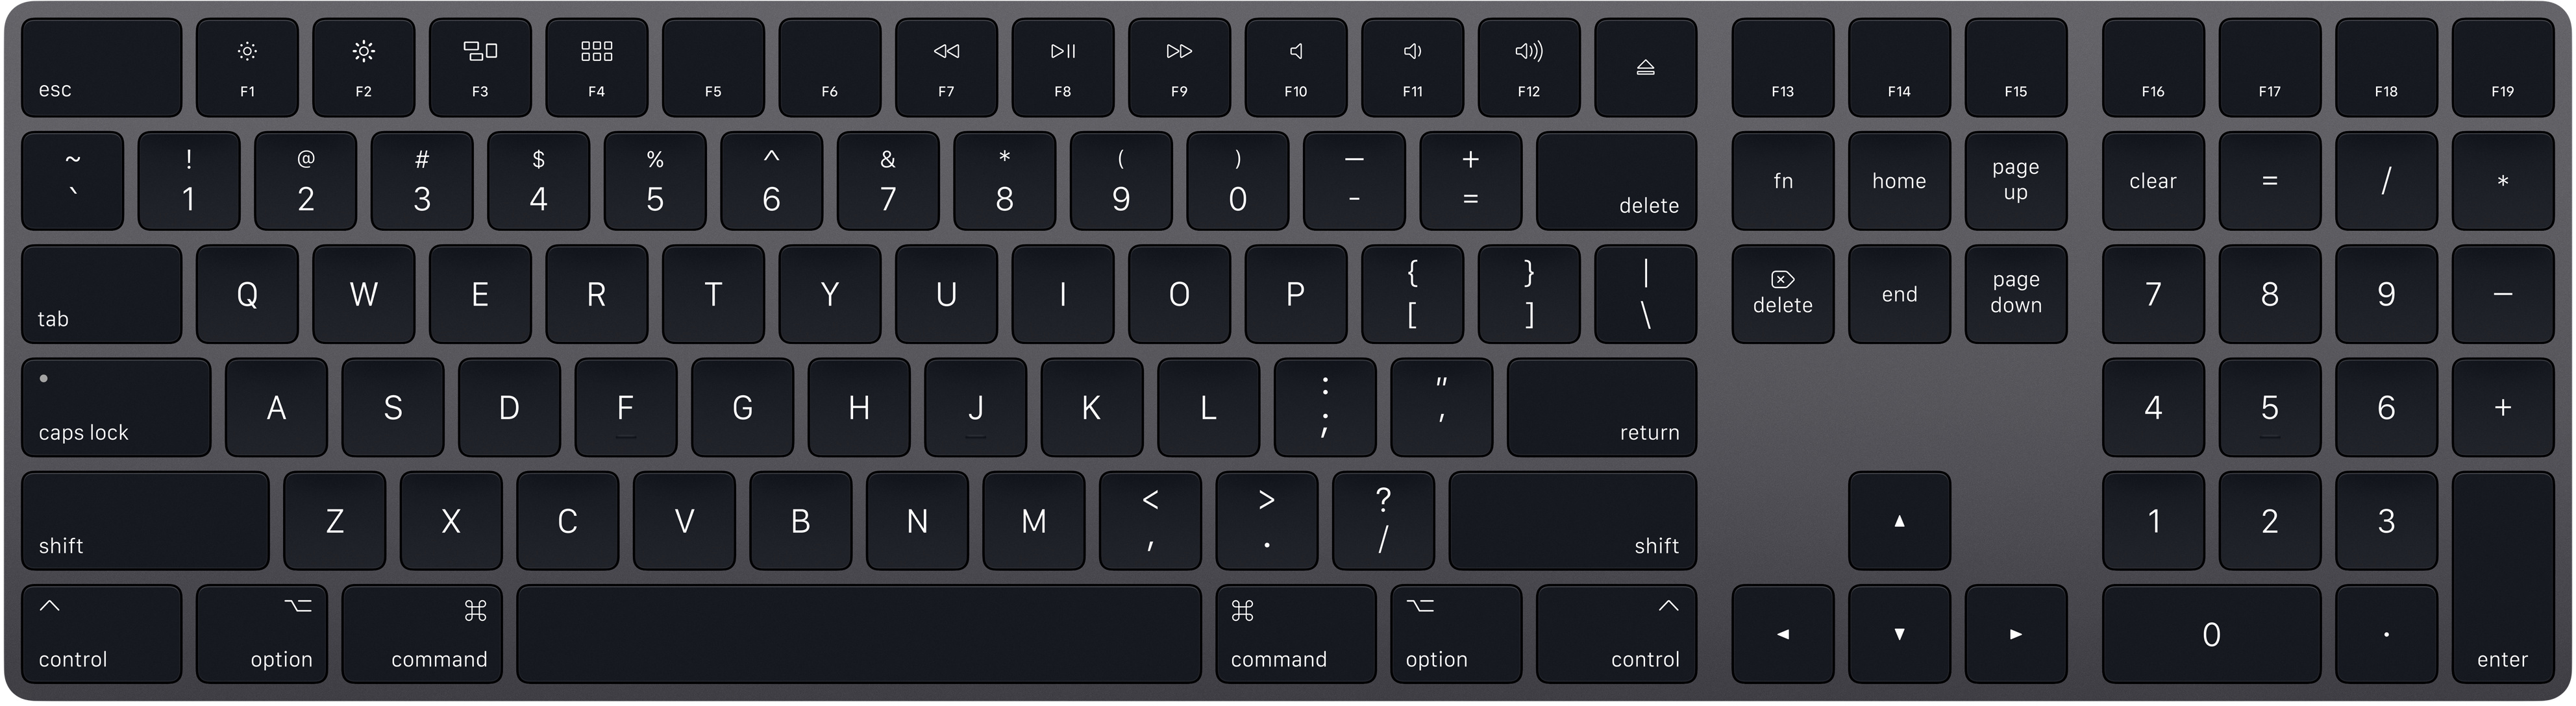 esc F1 F2 F3 F4 F5 F6 F7 F8 F9 F10 F11 F12 F13 F14 F15 F16 F17 F18 F19
~ ! @ # $ % ^ & * ( ) — +
` 1 2 3 4 5 6 7 8 9 0 - = delete fn home page up clear = / *
tab Q W E R T Y U I O P { [ } ] | \ delete end page down 7 8 9 —
caps lock A S D F G H J K L : ; " ' return 4 5 6 +
shift Z X C V B N M < , > . ? / shift ▲ 1 2 3
^ ⌥ ⌘ ⌘ ⌥ ^
control option command command option control ◄ ▼ ► 0 . enter